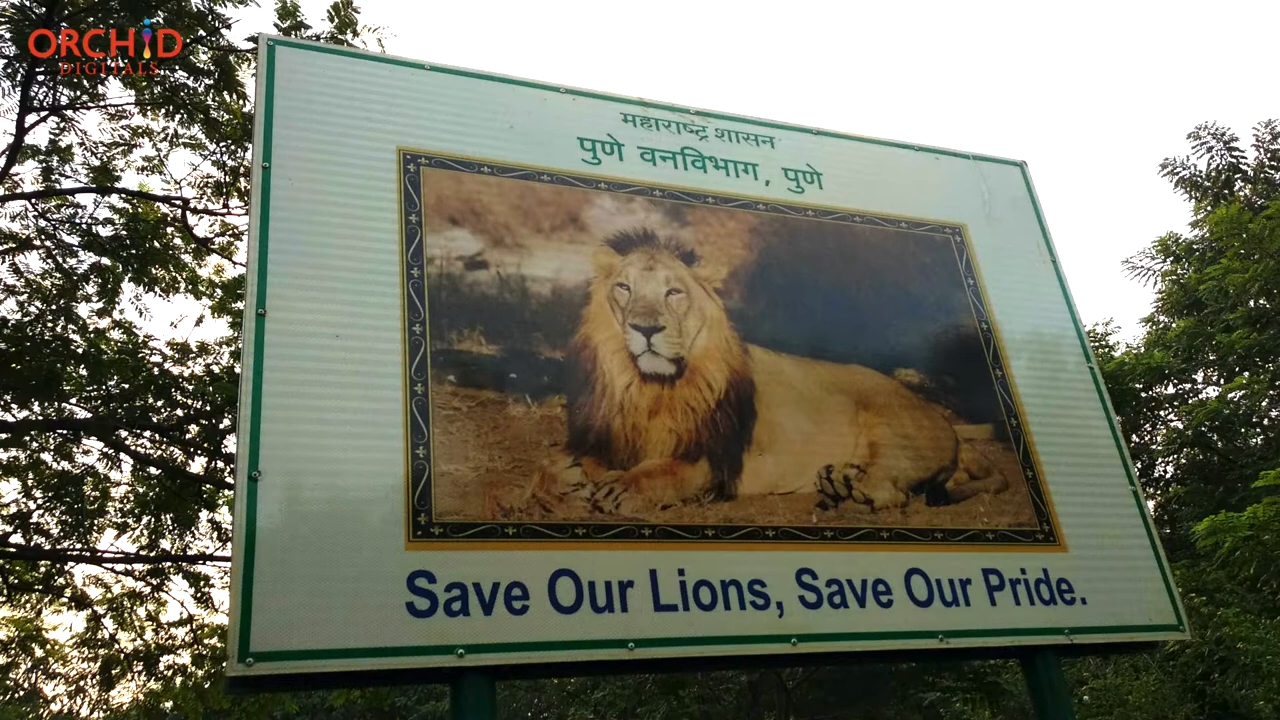 ORCHiD
DIGITALS
महाराष्ट्र शासन
पुणे वनविभाग, पुणे
Save Our Lions, Save Our Pride.